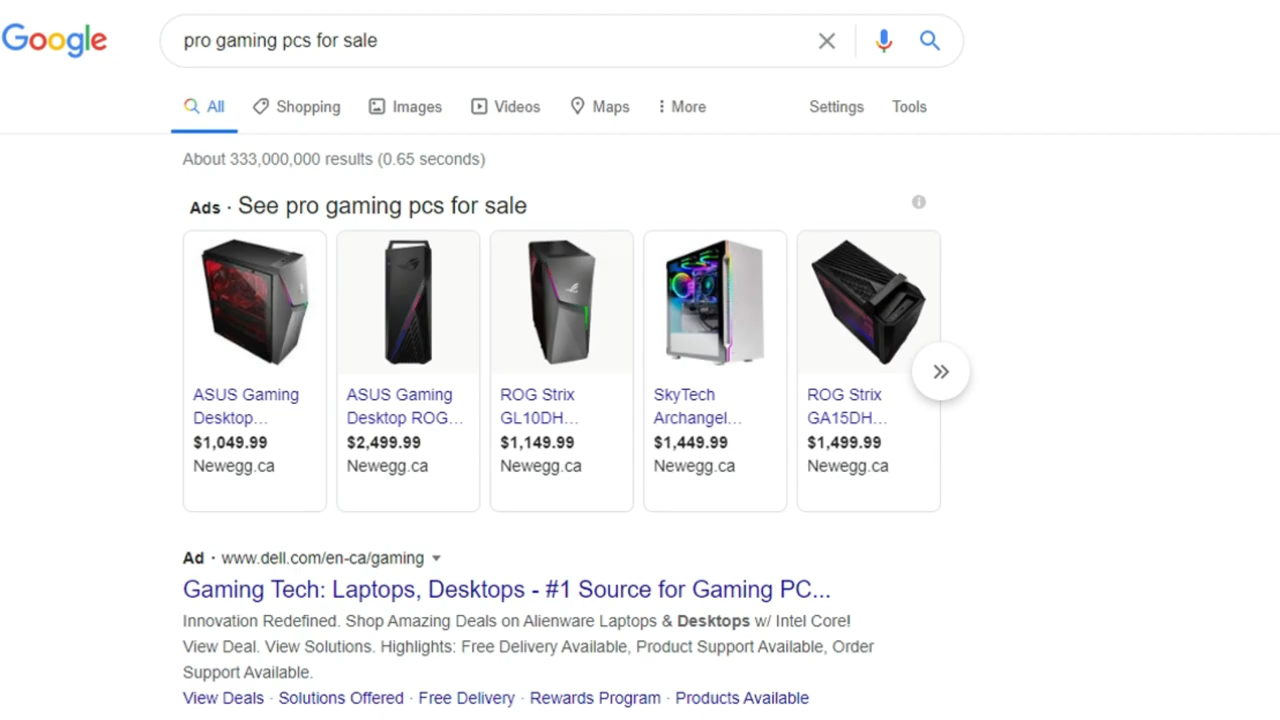 Google
pro gaming pcs for sale
All Shopping Images Videos Maps More Settings Tools
About 333,000,000 results (0.65 seconds)
Ads · See pro gaming pcs for sale
ASUS Gaming
Desktop...
$1,049.99
Newegg.ca
ASUS Gaming
Desktop ROG...
$2,499.99
Newegg.ca
ROG Strix
GL10DH...
$1,149.99
Newegg.ca
SkyTech
Archangel...
$1,449.99
Newegg.ca
ROG Strix
GA15DH...
$1,499.99
Newegg.ca
Ad · www.dell.com/en-ca/gaming
Gaming Tech: Laptops, Desktops - #1 Source for Gaming PC...
Innovation Redefined. Shop Amazing Deals on Alienware Laptops & Desktops w/ Intel Core!
View Deal. View Solutions. Highlights: Free Delivery Available, Product Support Available, Order
Support Available.
View Deals · Solutions Offered · Free Delivery · Rewards Program · Products Available